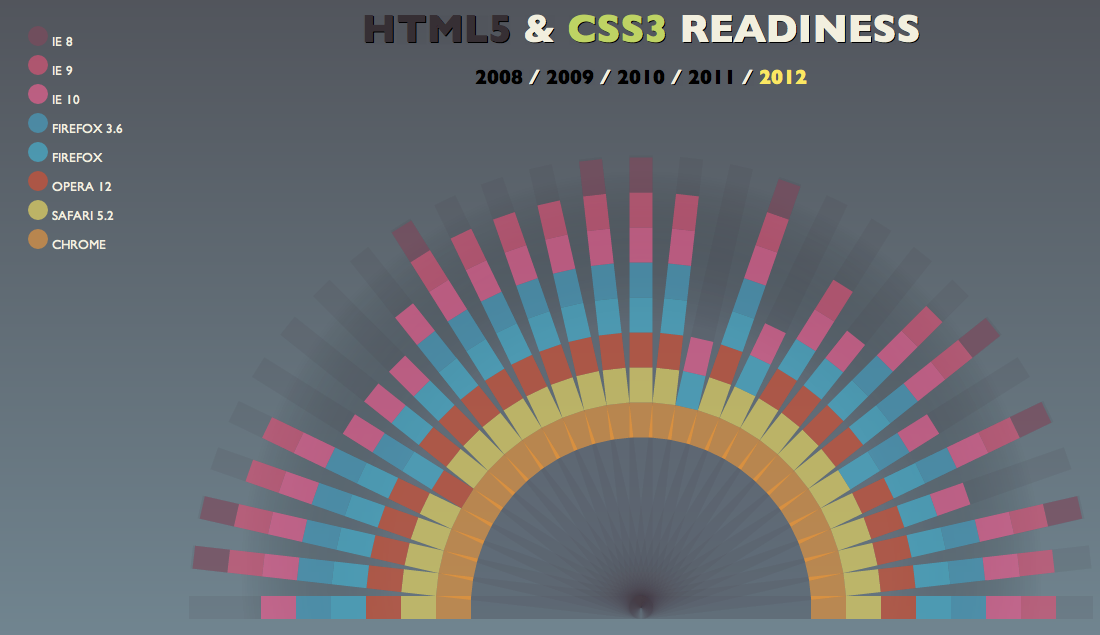 HTML5 & CSS3 READINESS
2008 / 2009 / 2010 / 2011 / 2012
IE 8
IE 9
IE 10
FIREFOX 3.6
FIREFOX
OPERA 12
SAFARI 5.2
CHROME